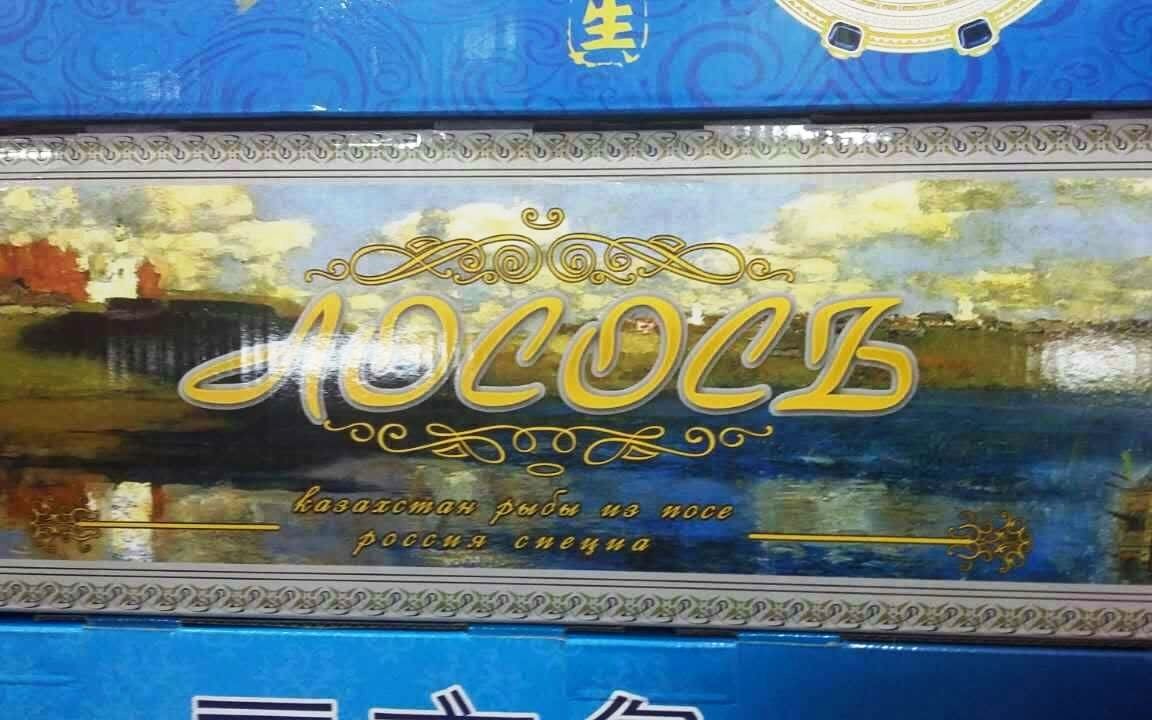 生
ЛОСОСЬ
казахстан рыбы из посе
россия специа